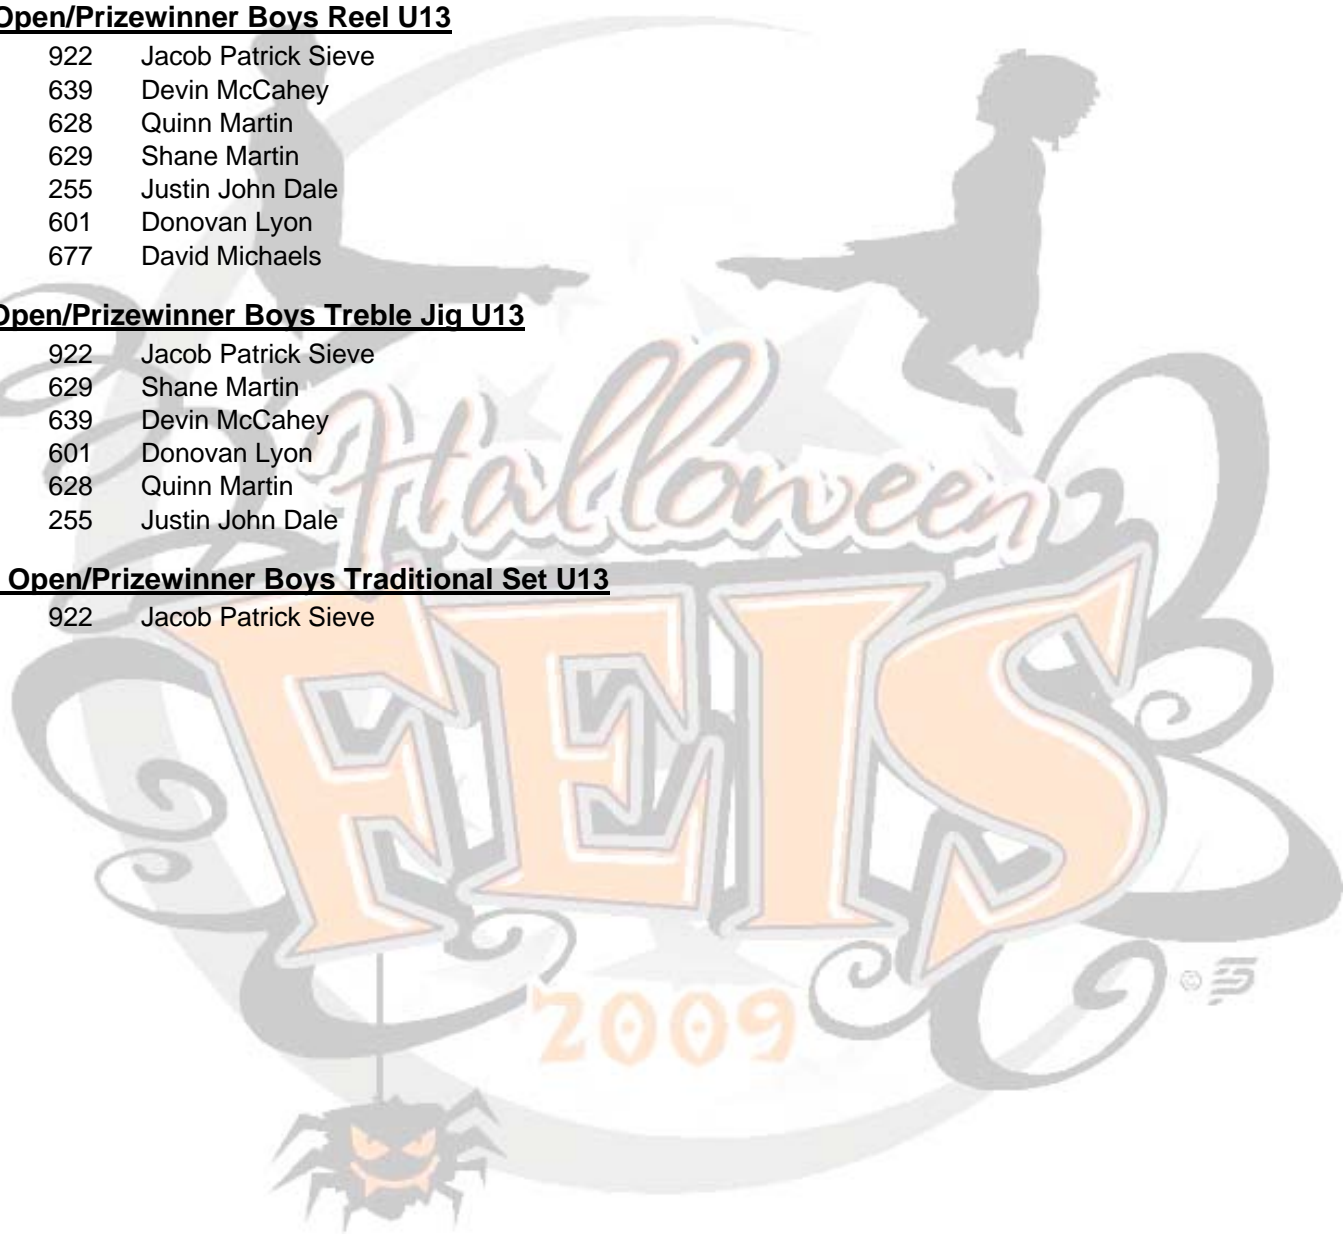 Open/Prizewinner Boys Reel U13
922 Jacob Patrick Sieve
639 Devin McCahey
628 Quinn Martin
629 Shane Martin
255 Justin John Dale
601 Donovan Lyon
677 David Michaels
Open/Prizewinner Boys Treble Jig U13
922 Jacob Patrick Sieve
629 Shane Martin
639 Devin McCahey
601 Donovan Lyon
628 Quinn Martin
255 Justin John Dale
Open/Prizewinner Boys Traditional Set U13
922 Jacob Patrick Sieve
Halloween
FEIS
2009
©